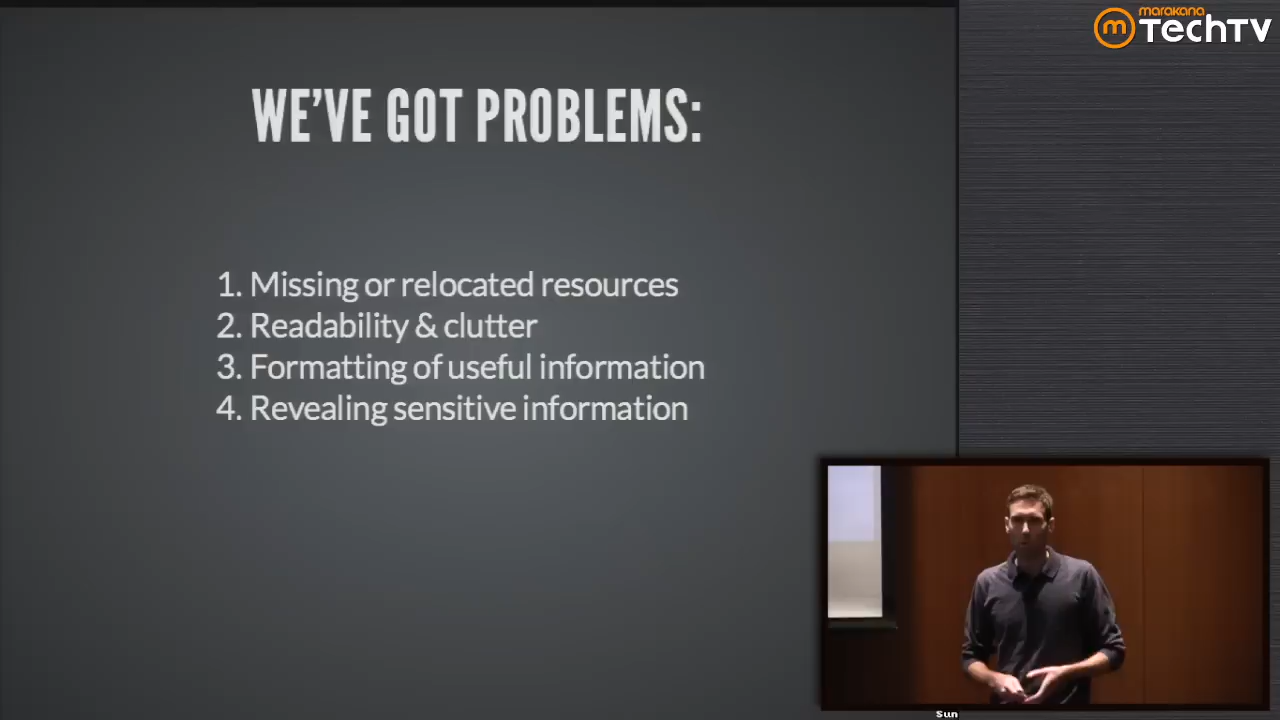 marakana
TechTV
WE'VE GOT PROBLEMS:
1. Missing or relocated resources
2. Readability & clutter
3. Formatting of useful information
4. Revealing sensitive information
Sun